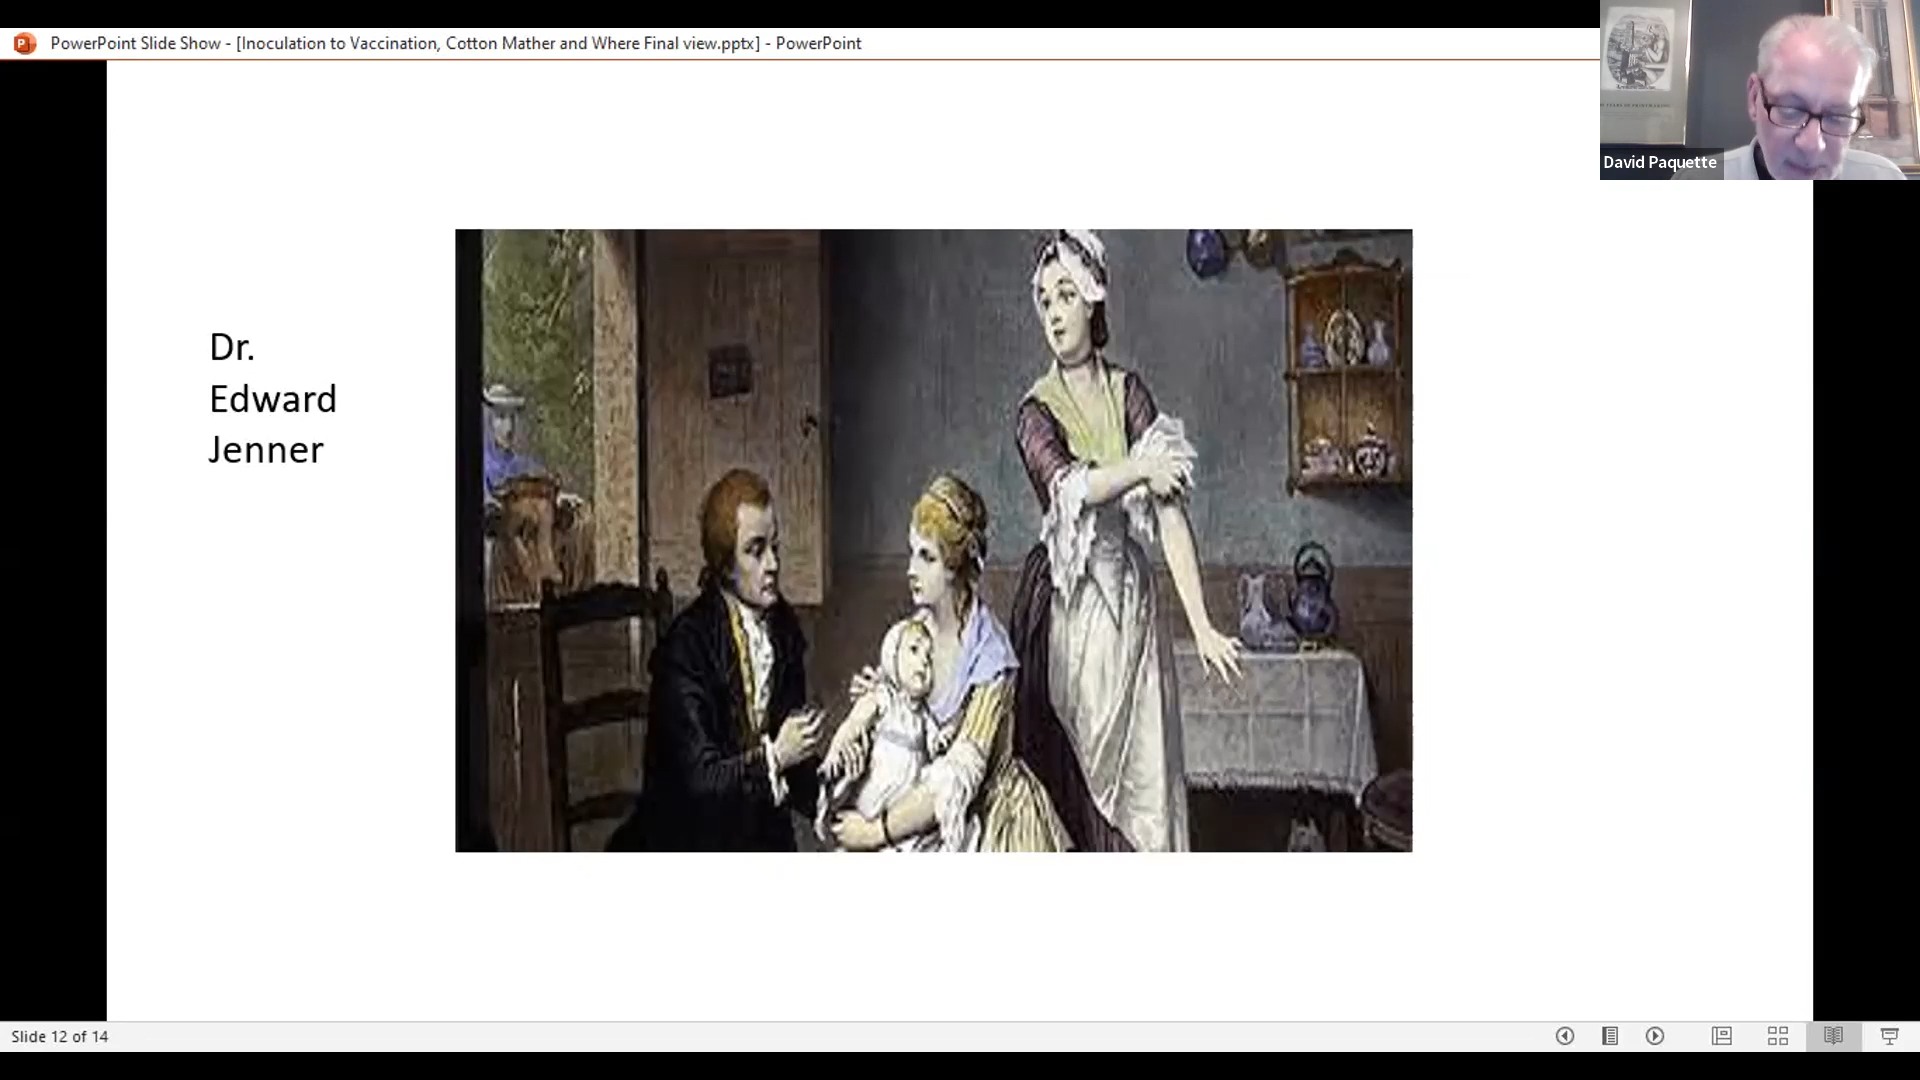 PowerPoint Slide Show - [Inoculation to Vaccination, Cotton Mather and Where Final view.pptx] - PowerPoint
David Paquette
Dr.
Edward
Jenner
Slide 12 of 14